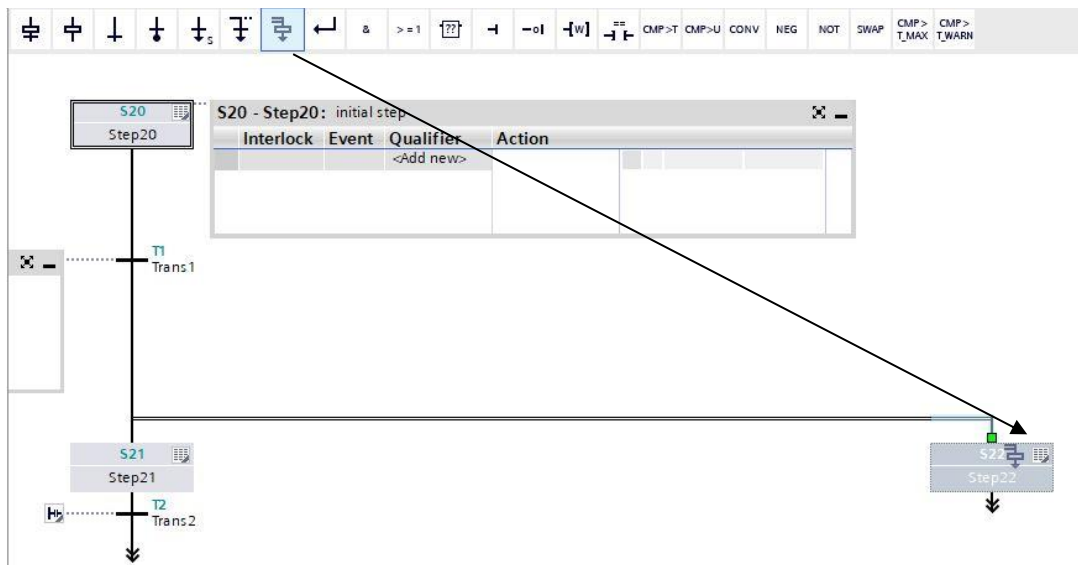 S & >=1 ?? [W] == CMP>T CMP>U CONV NEG NOT SWAP CMP> T_MAX CMP> T_WARN
S20
Step20
S20 - Step20: initial step
Interlock Event Qualifier Action
<Add new>
T1
Trans1
S21
Step21
S22
Step22
T2
Trans2